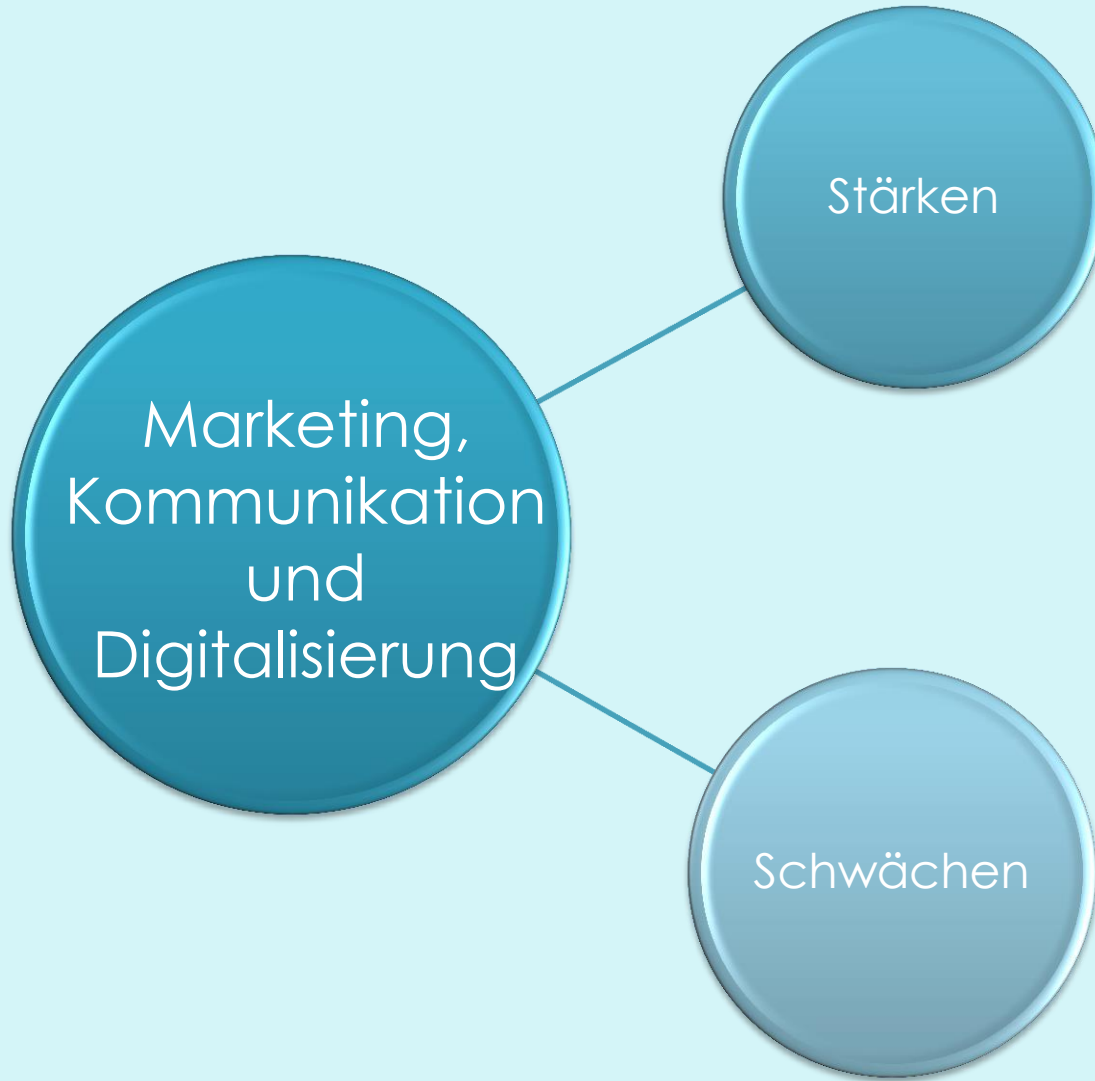 Marketing,
Kommunikation
und
Digitalisierung
Stärken
Schwächen